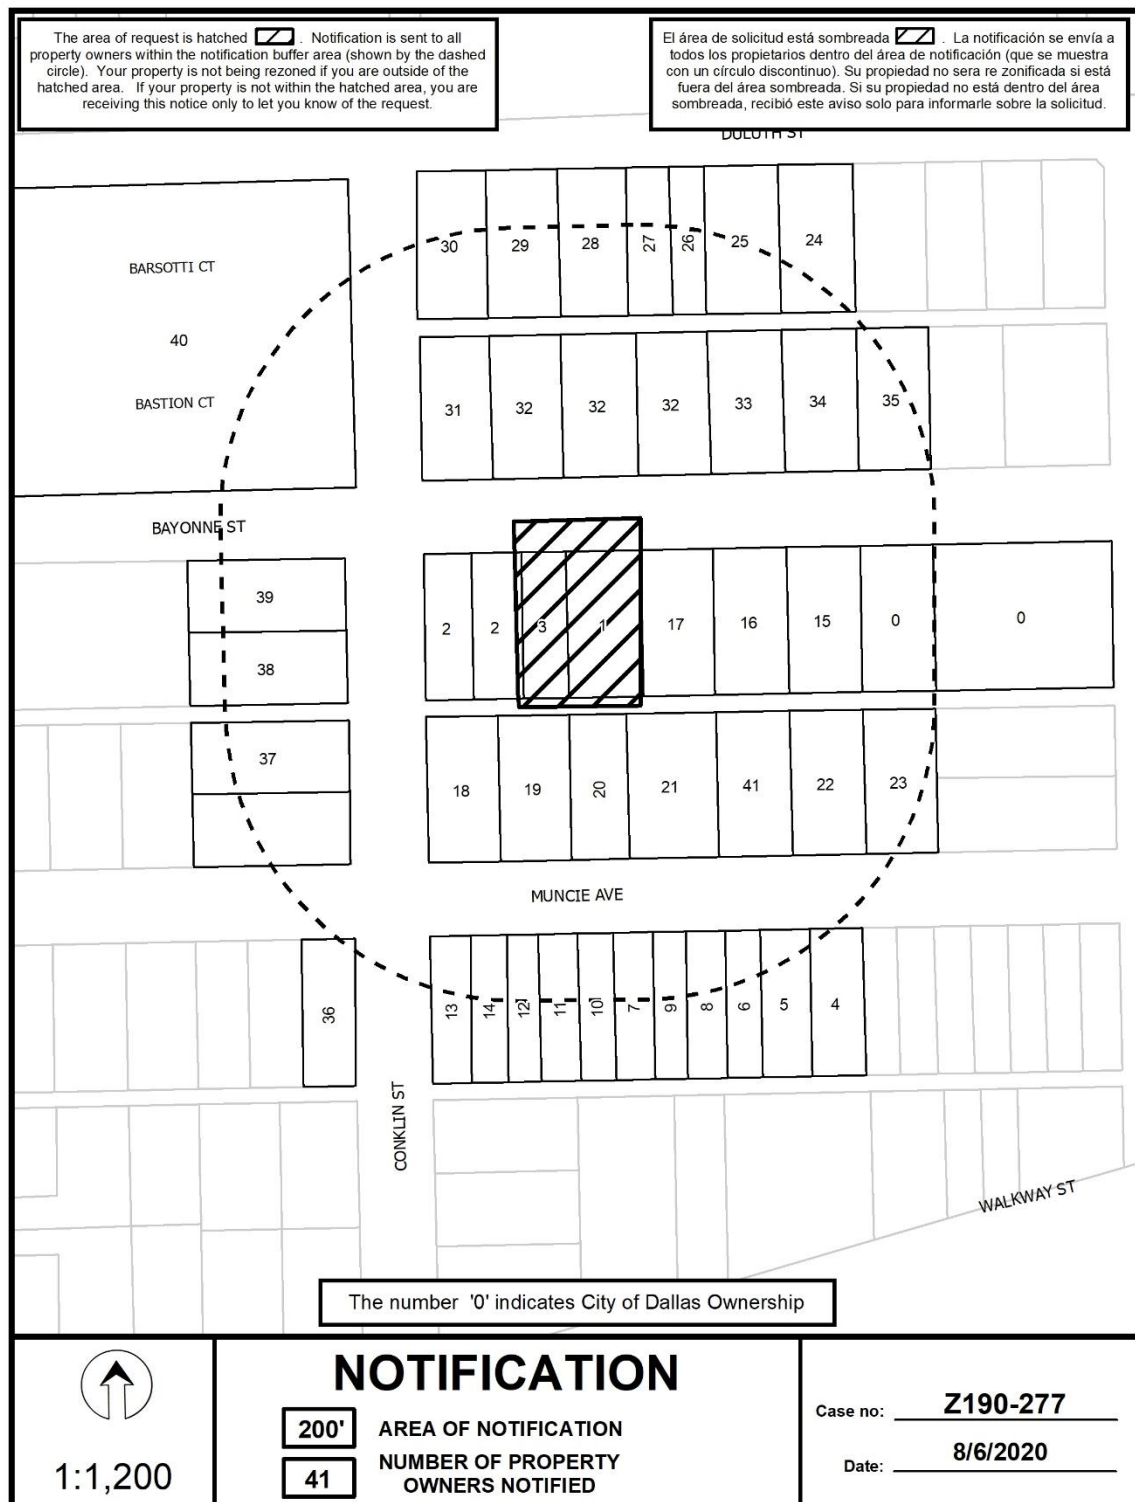 The area of request is hatched . Notification is sent to all
property owners within the notification buffer area (shown by the dashed
circle). Your property is not being rezoned if you are outside of the
hatched area. If your property is not within the hatched area, you are
receiving this notice only to let you know of the request.
El área de solicitud está sombreada . La notificación se envía a
todos los propietarios dentro del área de notificación (que se muestra
con un círculo discontinuo). Su propiedad no sera re zonificada si está
fuera del área sombreada. Si su propiedad no está dentro del área
sombreada, recibió este aviso solo para informarle sobre la solicitud.
DULUTH ST
30 29 28 27 26 25 24
BARSOTTI CT
40
BASTION CT
31 32 32 32 33 34 35
BAYONNE ST
39
2 2 3 1 17 16 15 0 0
38
37
18 19 20 21 41 22 23
MUNCIE AVE
36
13 14 12 11 10 7 9 8 6 5 4
CONKLIN ST
WALKWAY ST
The number '0' indicates City of Dallas Ownership
1:1,200
NOTIFICATION
200' AREA OF NOTIFICATION
41 NUMBER OF PROPERTY
OWNERS NOTIFIED
Case no: Z190-277
Date: 8/6/2020